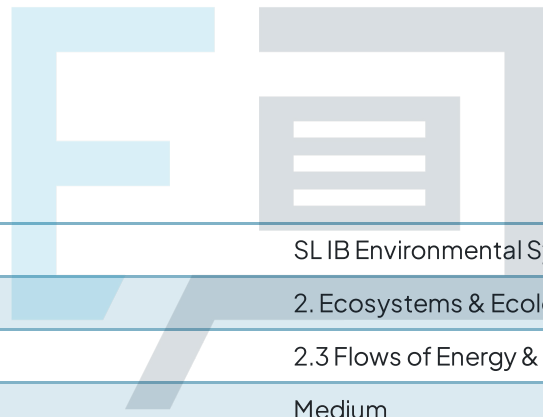 SL IB Environmental S
2. Ecosystems & Ecol
2.3 Flows of Energy &
Medium